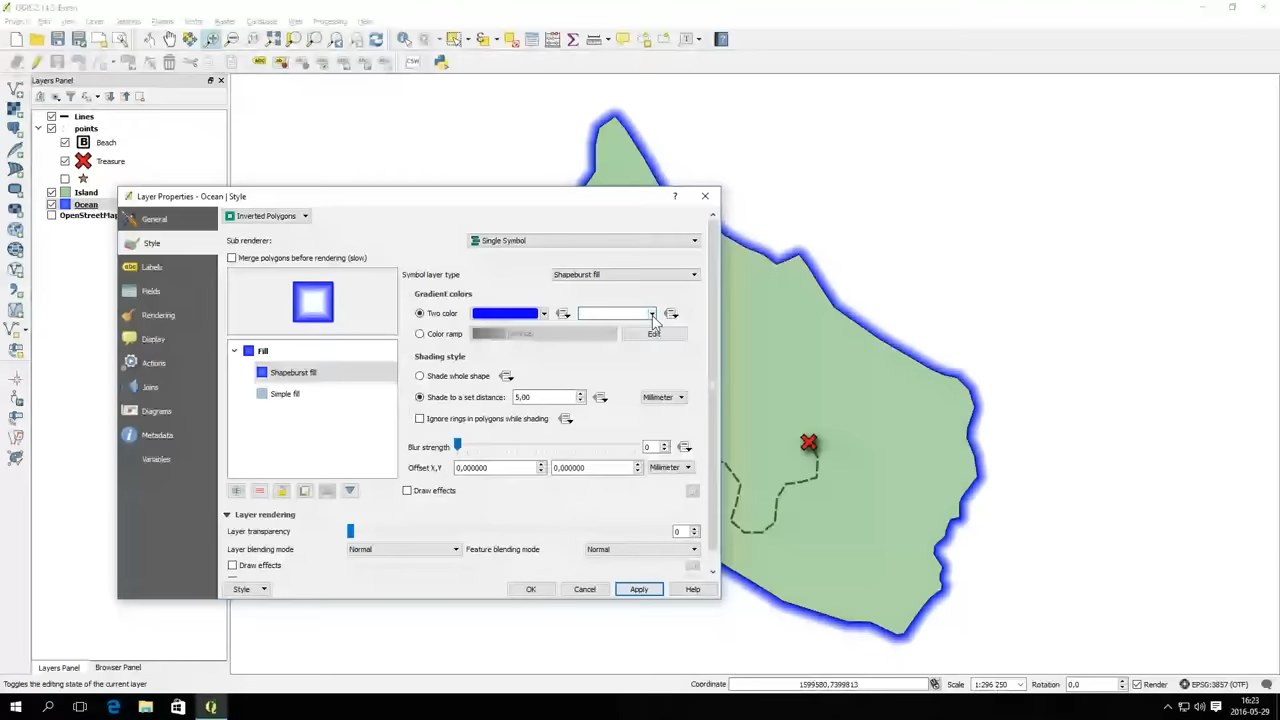 Layers Panel
Lines
points
B Beach
Treasure
Island
Ocean
OpenStreetMap
Layer Properties - Ocean | Style
?
General
Style
abc Labels
Fields
Rendering
Display
Actions
Joins
Diagrams
Metadata
Variables
Inverted Polygons
Sub renderer:
Single Symbol
Merge polygons before rendering (slow)
Symbol layer type
Shapeburst fill
Gradient colors
Two color
Color ramp
Edit
Shading style
Shade whole shape
Shade to a set distance:
5,00
Millimeter
Ignore rings in polygons while shading
Blur strength
0
Offset X,Y
0,000000
0,000000
Millimeter
Draw effects
Fill
Shapeburst fill
Simple fill
Layer rendering
Layer transparency
0
Layer blending mode
Normal
Feature blending mode
Normal
Draw effects
Style
OK
Cancel
Apply
Help
Layers Panel
Browser Panel
Toggles the editing state of the current layer
Coordinate
1599580,7399813
Scale
1:296 250
Rotation
0,0
Render
EPSG:3857 (OTF)
16:23
2016-05-29